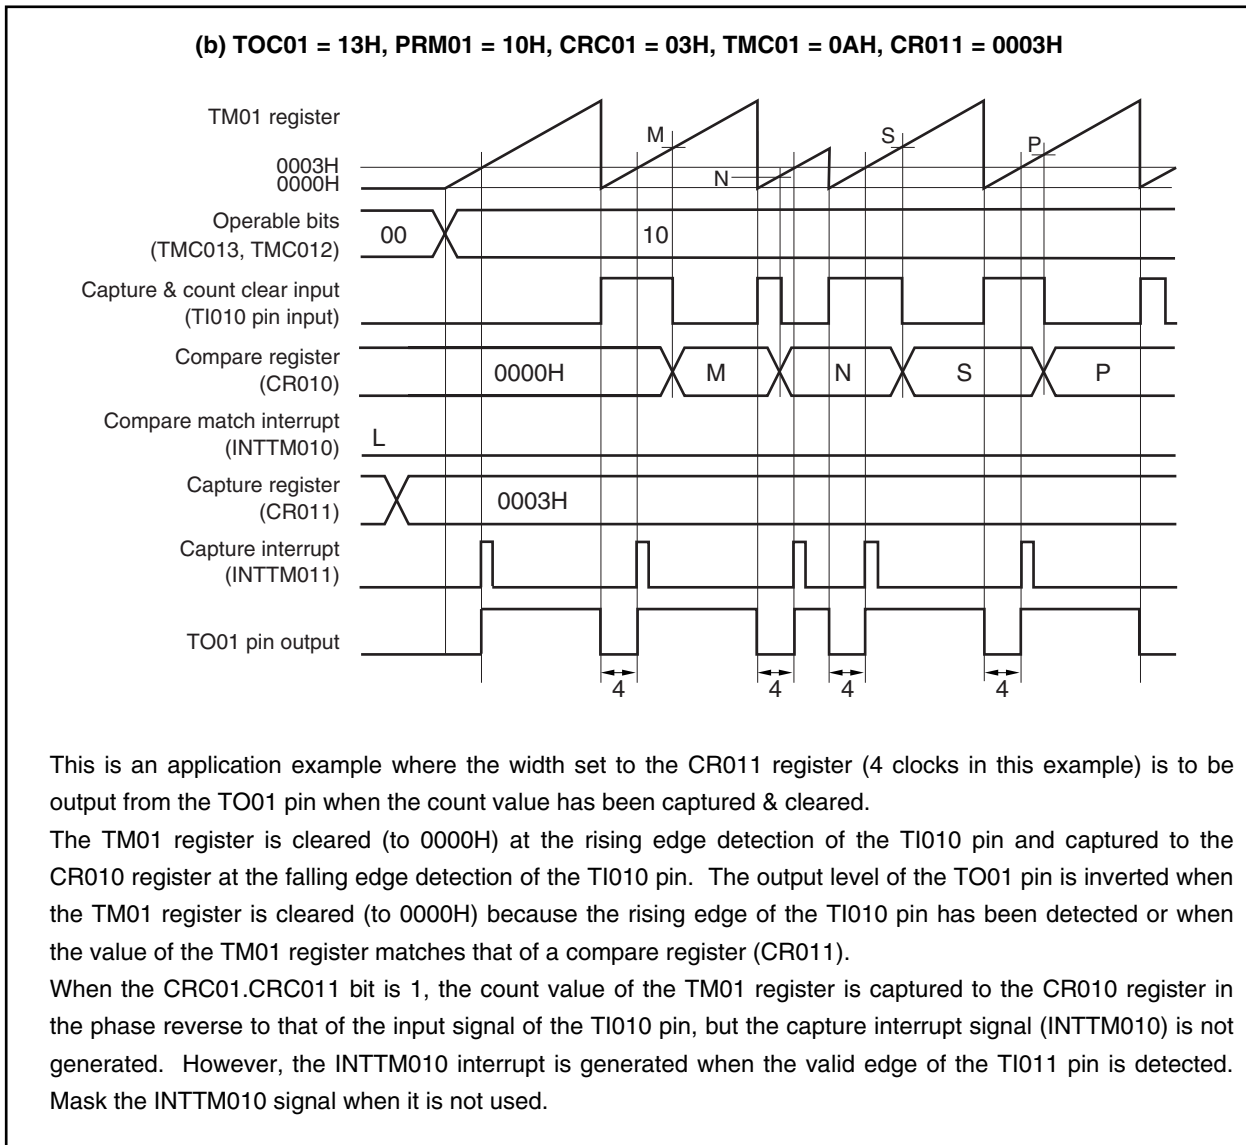 (b) TOC01 = 13H, PRM01 = 10H, CRC01 = 03H, TMC01 = 0AH, CR011 = 0003H
TM01 register
M
S
P
N
0003H
0000H
Operable bits
(TMC013, TMC012)
00
10
Capture & count clear input
(TI010 pin input)
Compare register
(CR010)
0000H
M
N
S
P
Compare match interrupt
(INTTM010)
L
Capture register
(CR011)
0003H
Capture interrupt
(INTTM011)
TO01 pin output
4
4
4
4
This is an application example where the width set to the CR011 register (4 clocks in this example) is to be
output from the TO01 pin when the count value has been captured & cleared.
The TM01 register is cleared (to 0000H) at the rising edge detection of the TI010 pin and captured to the
CR010 register at the falling edge detection of the TI010 pin. The output level of the TO01 pin is inverted when
the TM01 register is cleared (to 0000H) because the rising edge of the TI010 pin has been detected or when
the value of the TM01 register matches that of a compare register (CR011).
When the CRC01.CRC011 bit is 1, the count value of the TM01 register is captured to the CR010 register in
the phase reverse to that of the input signal of the TI010 pin, but the capture interrupt signal (INTTM010) is not
generated. However, the INTTM010 interrupt is generated when the valid edge of the TI011 pin is detected.
Mask the INTTM010 signal when it is not used.